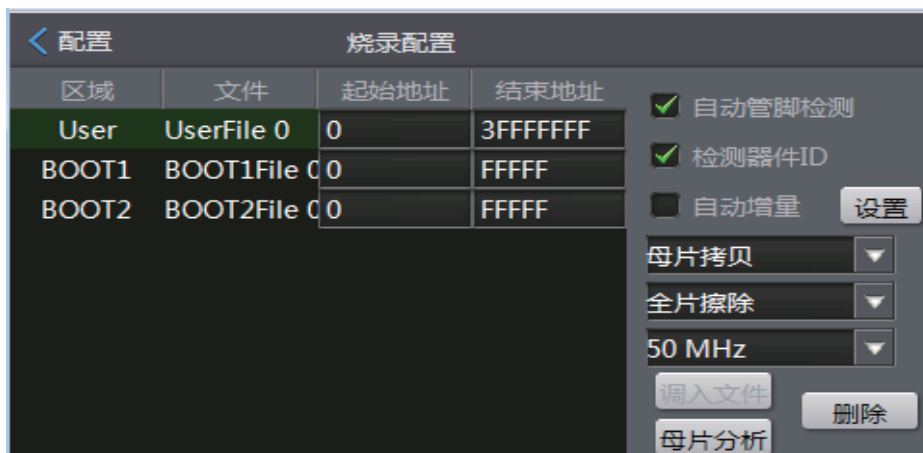 配置 烧录配置
区域 文件 起始地址 结束地址
User UserFile 0 0 3FFFFFFF
BOOT1 BOOT1File 0 0 FFFFF
BOOT2 BOOT2File 0 0 FFFFF
自动管脚检测
检测器件ID
自动增量 设置
母片拷贝
全片擦除
50 MHz
调入文件
删除
母片分析